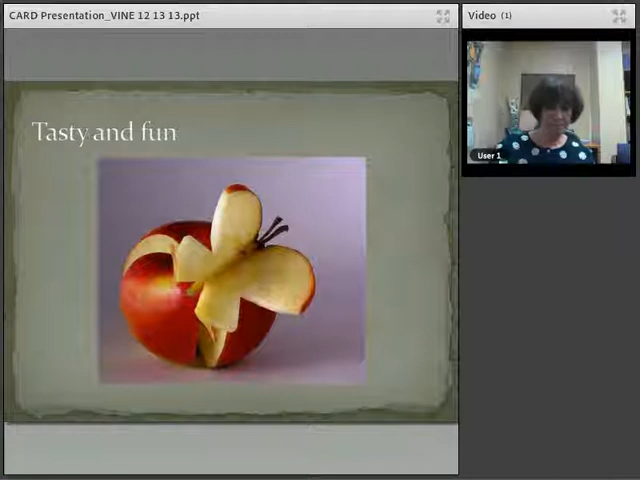 CARD Presentation_VINE 12 13 13.ppt
Video (1)
Tasty and fun
User 1